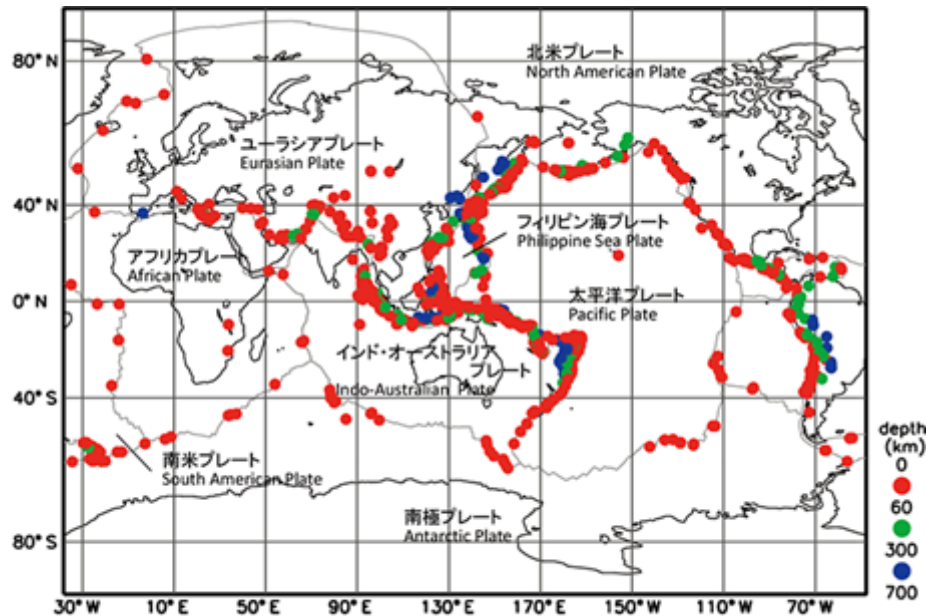 北米プレート
North American Plate
80° N
ユーラシアプレート
Eurasian Plate
40° N
フィリピン海プレート
Philippine Sea Plate
アフリカプレート
African Plate
太平洋プレート
Pacific Plate
0° N
インド・オーストラリア
プレート
Indo-Australian Plate
40° S
南米プレート
South American Plate
南極プレート
Antarctic Plate
80° S
30° W 10° E 50° E 90° E 130° E 170° E 150° W 110° W 70° W
depth
(km)
0
60
300
700